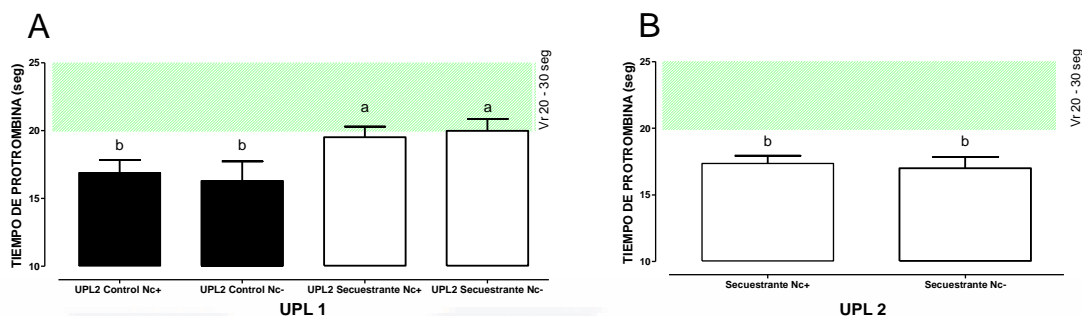 A
TIEMPO DE PROTROMBINA (seg)
25
20
15
10
b
b
a
a
Vr 20 - 30 seg
UPL2 Control Nc+
UPL2 Control Nc-
UPL2 Secuestrante Nc+
UPL2 Secuestrante Nc-
UPL 1
B
TIEMPO DE PROTROMBINA (seg)
25
20
15
10
b
b
Vr 20 - 30 seg
Secuestrante Nc+
Secuestrante Nc-
UPL 2